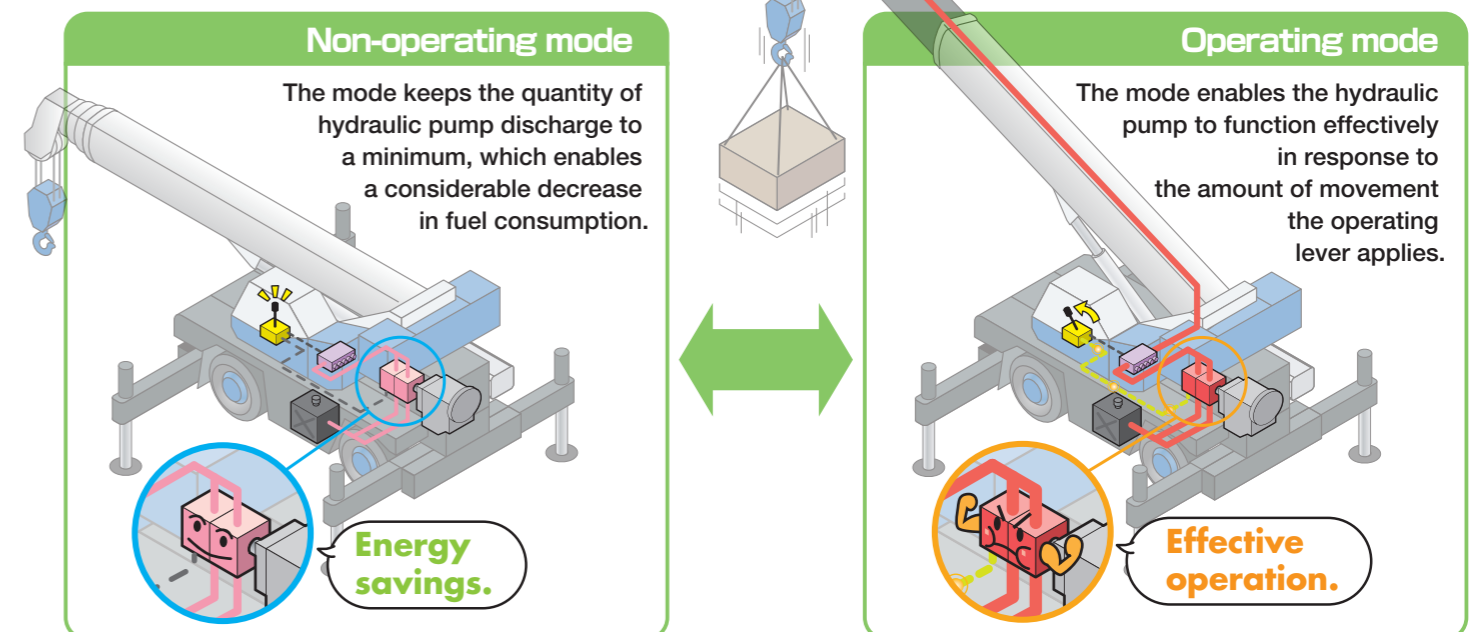 Non-operating mode
The mode keeps the quantity of
hydraulic pump discharge to
a minimum, which enables
a considerable decrease
in fuel consumption.
Energy
savings.
Operating mode
The mode enables the hydraulic
pump to function effectively
in response to
the amount of movement
the operating
lever applies.
Effective
operation.